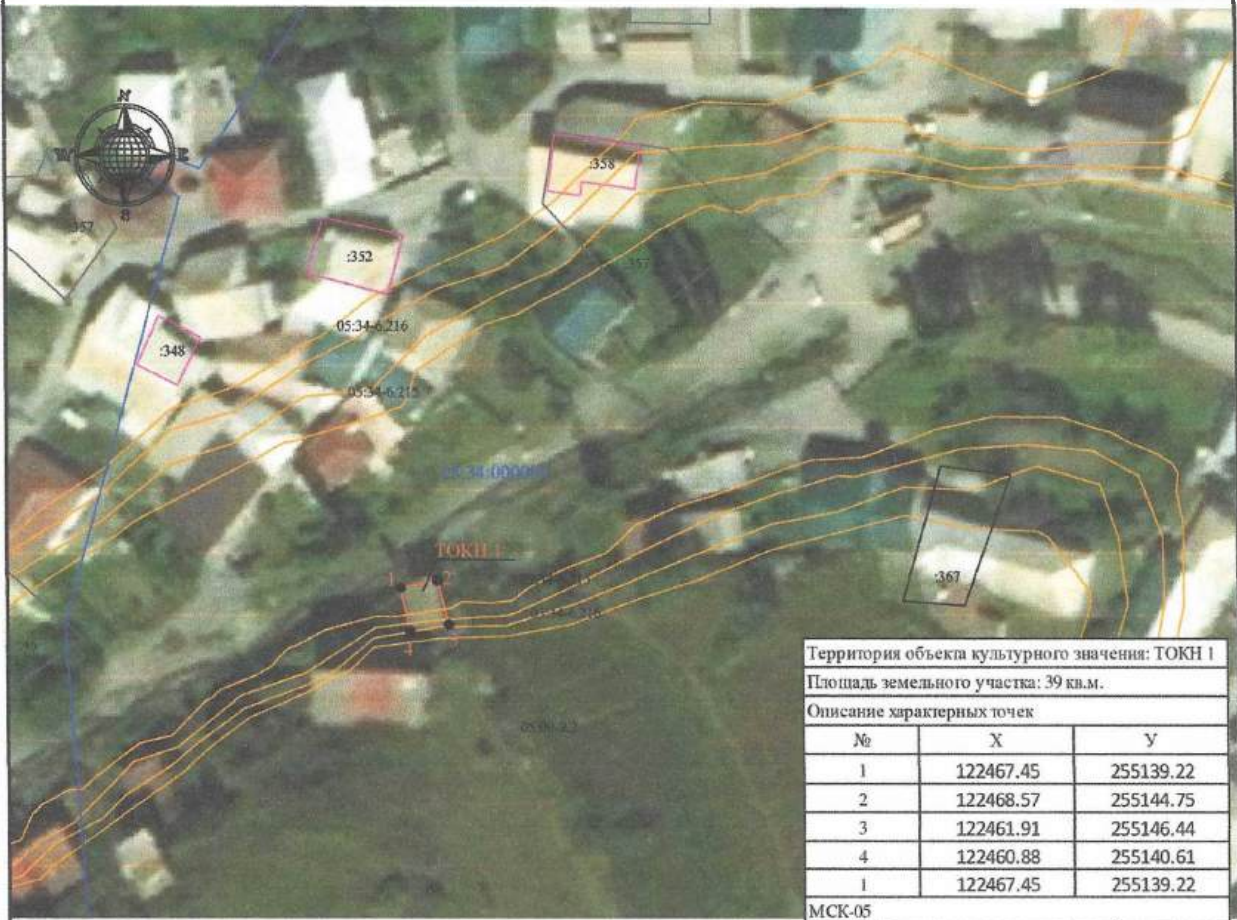 N
W E
S
:358
:357
:352
:357
05:34-6.216
:348
05:34-6.215
ТОКН 1
1 2
:367
4 3
Территория объекта культурного значения: ТОКН 1
Площадь земельного участка: 39 кв.м.
Описание характерных точек
№ Х У
1 122467.45 255139.22
2 122468.57 255144.75
3 122461.91 255146.44
4 122460.88 255140.61
1 122467.45 255139.22
МСК-05